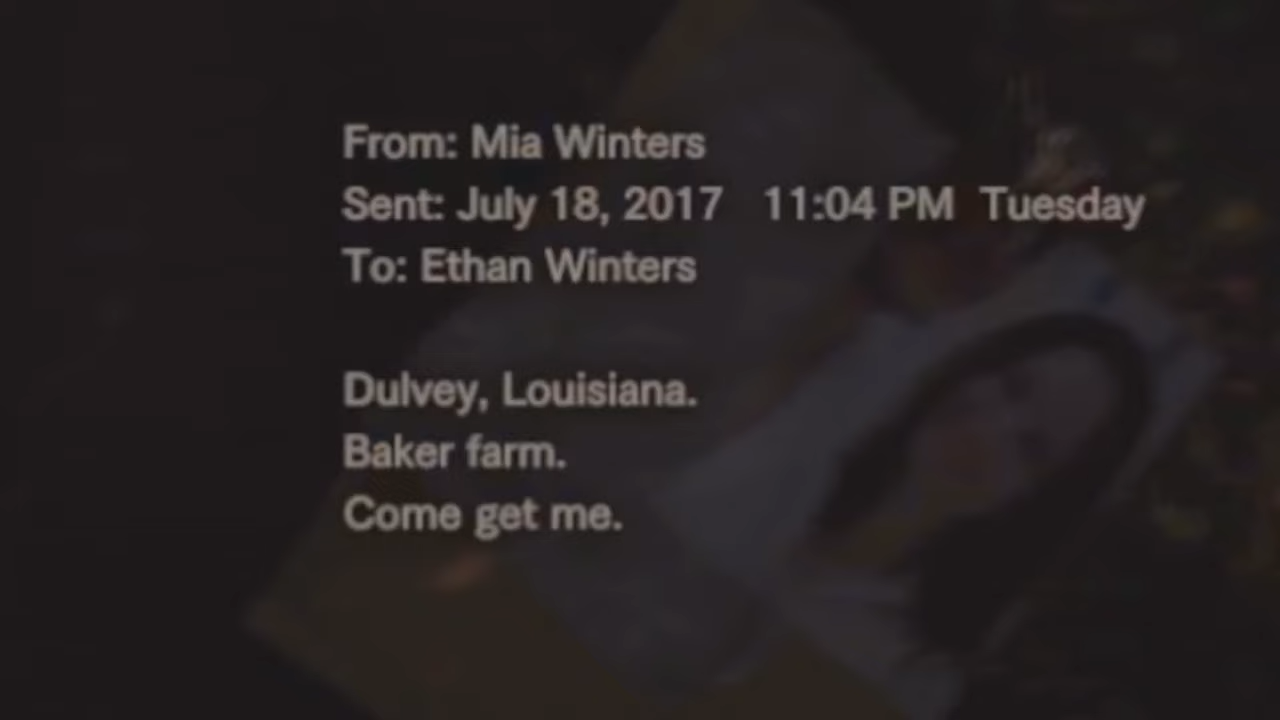 From: Mia Winters
Sent: July 18, 2017 11:04 PM Tuesday
To: Ethan Winters
Dulvey, Louisiana.
Baker farm.
Come get me.